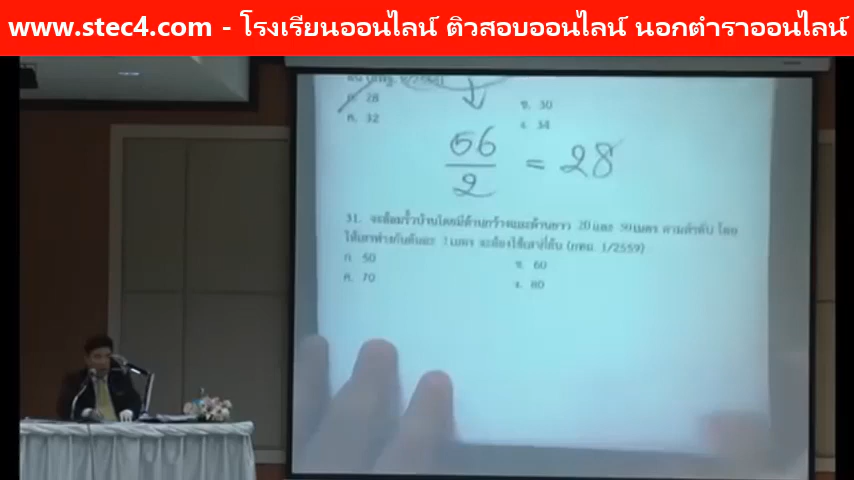 www.stec4.com - โรงเรียนออนไลน์ ติวสอบออนไลน์ นอกตำราออนไลน์
ก. 28
ข. 30
ค. 32
ง. 34
56
2
= 28
31. จะล้อมรั้วบ้านโดยมีด้านกว้างและด้านยาว 20 และ 50 เมตร ตามลำดับ โดย
ใช้เสาห่างกันต้นละ 2 เมตร จะต้องใช้เสากี่ต้น (กทม. 1/2559)
ก. 50
ข. 60
ค. 70
ง. 80